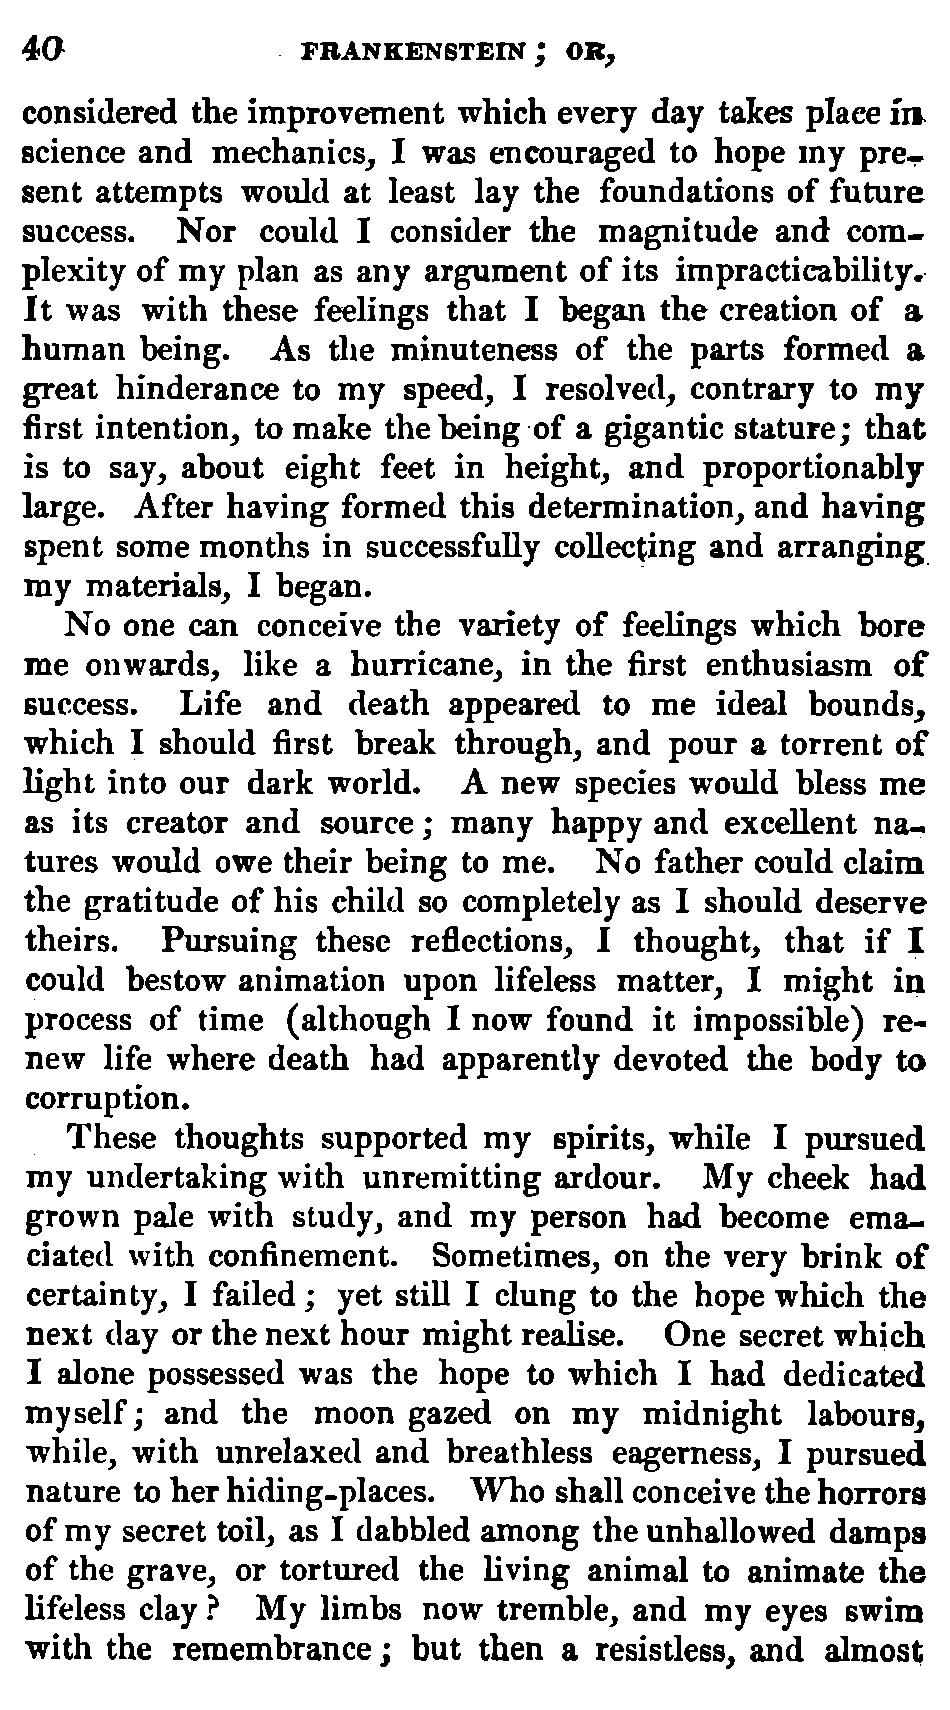 40 FRANKENSTEIN; OR,
considered the improvement which every day takes place in
science and mechanics, I was encouraged to hope my pre-
sent attempts would at least lay the foundations of future
success. Nor could I consider the magnitude and com-
plexity of my plan as any argument of its impracticability.
It was with these feelings that I began the creation of a
human being. As the minuteness of the parts formed a
great hinderance to my speed, I resolved, contrary to my
first intention, to make the being of a gigantic stature; that
is to say, about eight feet in height, and proportionably
large. After having formed this determination, and having
spent some months in successfully collecting and arranging
my materials, I began.
No one can conceive the variety of feelings which bore
me onwards, like a hurricane, in the first enthusiasm of
success. Life and death appeared to me ideal bounds,
which I should first break through, and pour a torrent of
light into our dark world. A new species would bless me
as its creator and source; many happy and excellent na-
tures would owe their being to me. No father could claim
the gratitude of his child so completely as I should deserve
theirs. Pursuing these reflections, I thought, that if I
could bestow animation upon lifeless matter, I might in
process of time (although I now found it impossible) re-
new life where death had apparently devoted the body to
corruption.
These thoughts supported my spirits, while I pursued
my undertaking with unremitting ardour. My cheek had
grown pale with study, and my person had become ema-
ciated with confinement. Sometimes, on the very brink of
certainty, I failed; yet still I clung to the hope which the
next day or the next hour might realise. One secret which
I alone possessed was the hope to which I had dedicated
myself; and the moon gazed on my midnight labours,
while, with unrelaxed and breathless eagerness, I pursued
nature to her hiding-places. Who shall conceive the horrors
of my secret toil, as I dabbled among the unhallowed damps
of the grave, or tortured the living animal to animate the
lifeless clay? My limbs now tremble, and my eyes swim
with the remembrance; but then a resistless, and almost